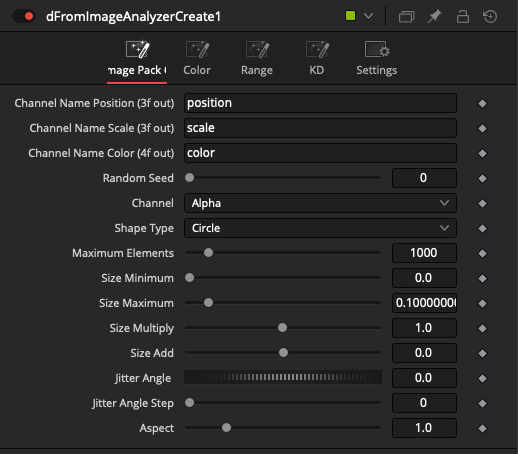 dFromImageAnalyzerCreate1
mage Pack Color Range KD Settings
Channel Name Position (3f out) position
Channel Name Scale (3f out) scale
Channel Name Color (4f out) color
Random Seed 0
Channel Alpha
Shape Type Circle
Maximum Elements 1000
Size Minimum 0.0
Size Maximum 0.1000000
Size Multiply 1.0
Size Add 0.0
Jitter Angle 0.0
Jitter Angle Step 0
Aspect 1.0